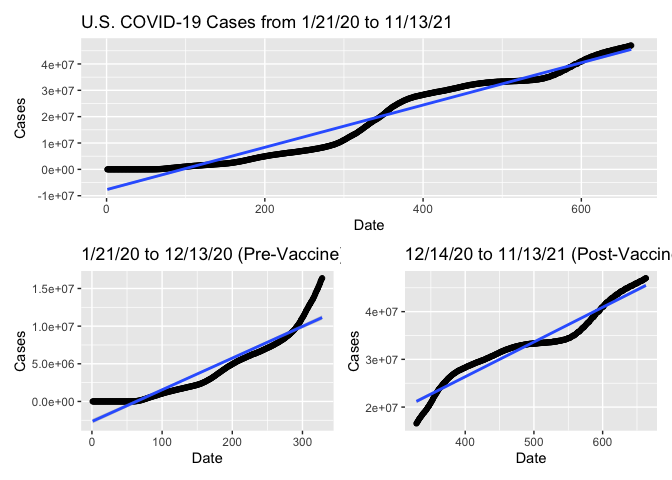 U.S. COVID-19 Cases from 1/21/20 to 11/13/21
Cases
4e+07
3e+07
2e+07
1e+07
0e+00
-1e+07
0 200 400 600
Date
1/21/20 to 12/13/20 (Pre-Vaccine)
Cases
1.5e+07
1.0e+07
5.0e+06
0.0e+00
0 100 200 300
Date
12/14/20 to 11/13/21 (Post-Vaccin
Cases
4e+07
3e+07
2e+07
400 500 600
Date